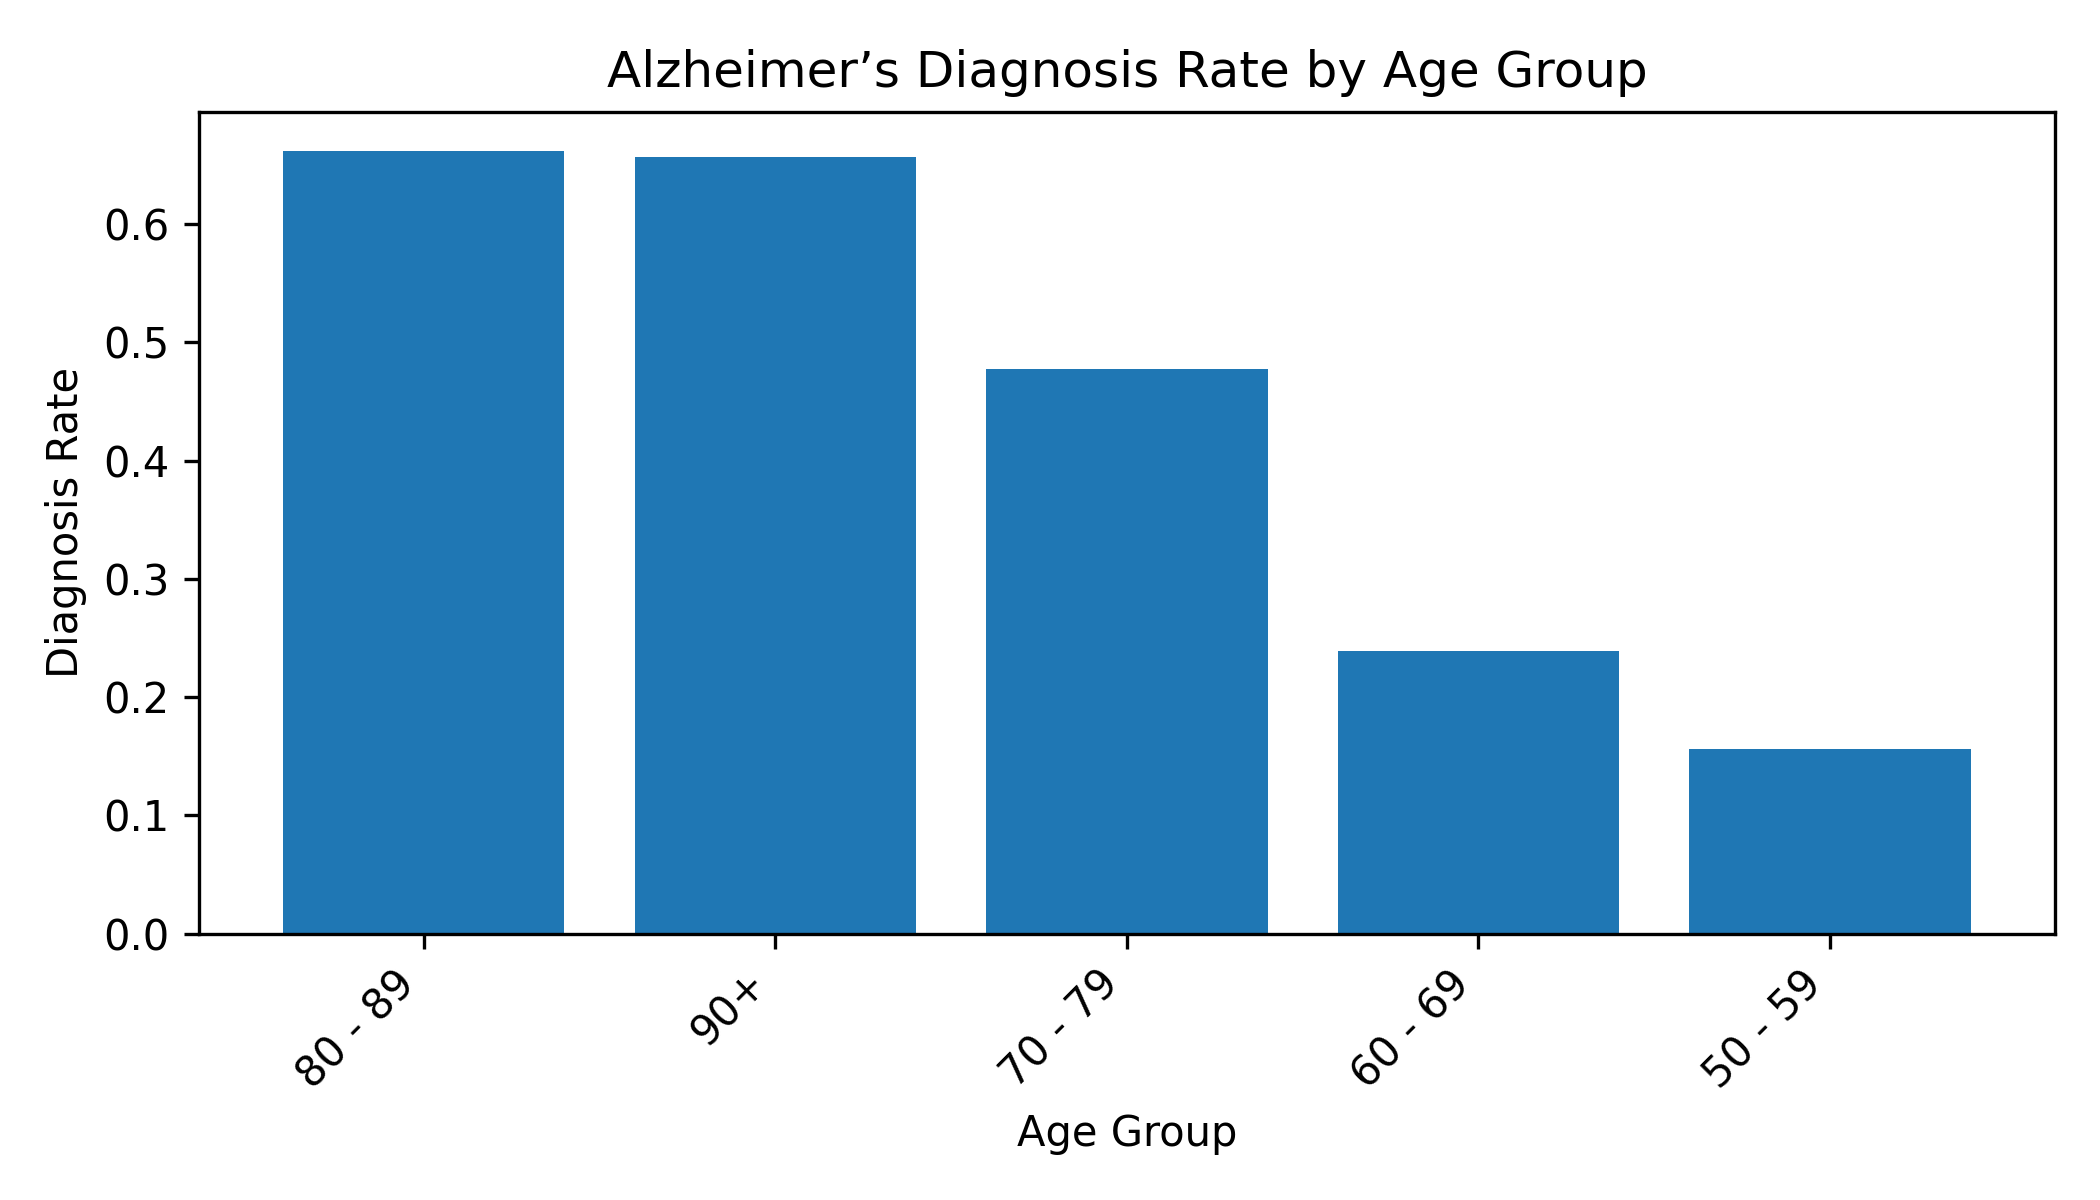 Alzheimer’s Diagnosis Rate by Age Group
Diagnosis Rate
0.6
0.5
0.4
0.3
0.2
0.1
0.0
80 - 89
90+
70 - 79
60 - 69
50 - 59
Age Group